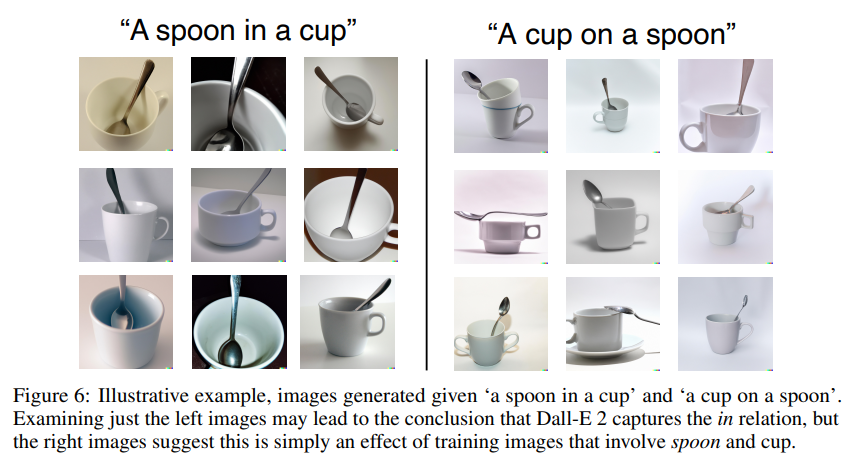 “A spoon in a cup”
“A cup on a spoon”
Figure 6: Illustrative example, images generated given ‘a spoon in a cup’ and ‘a cup on a spoon’.
Examining just the left images may lead to the conclusion that Dall-E 2 captures the in relation, but
the right images suggest this is simply an effect of training images that involve spoon and cup.